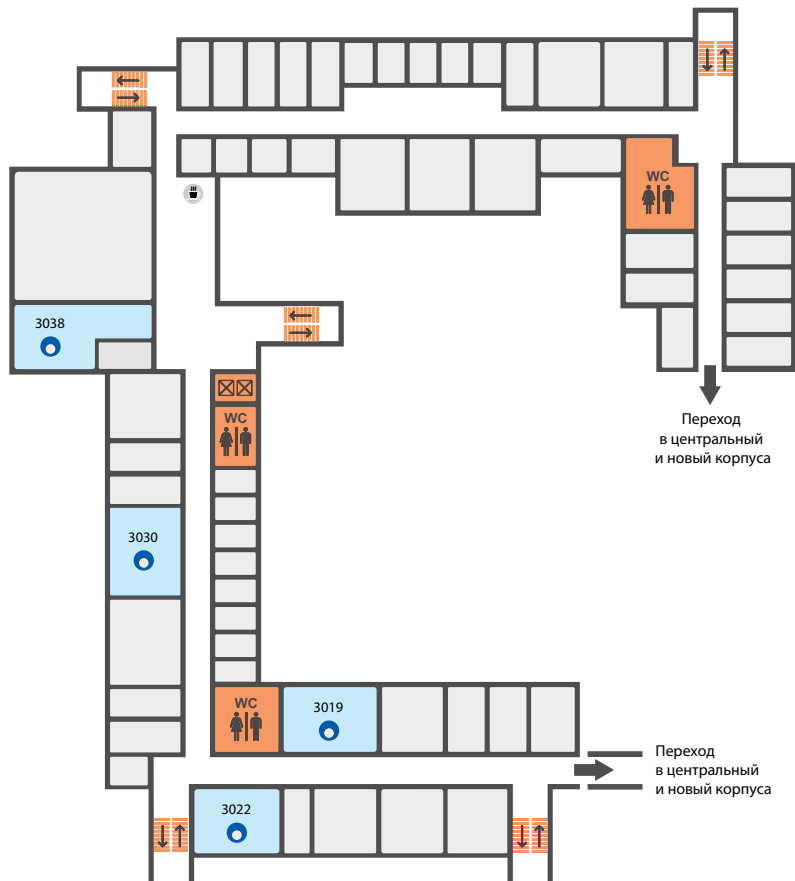 WC
3038
Переход
в центральный
и новый корпуса
WC
3030
WC
3019
Переход
в центральный
и новый корпуса
3022